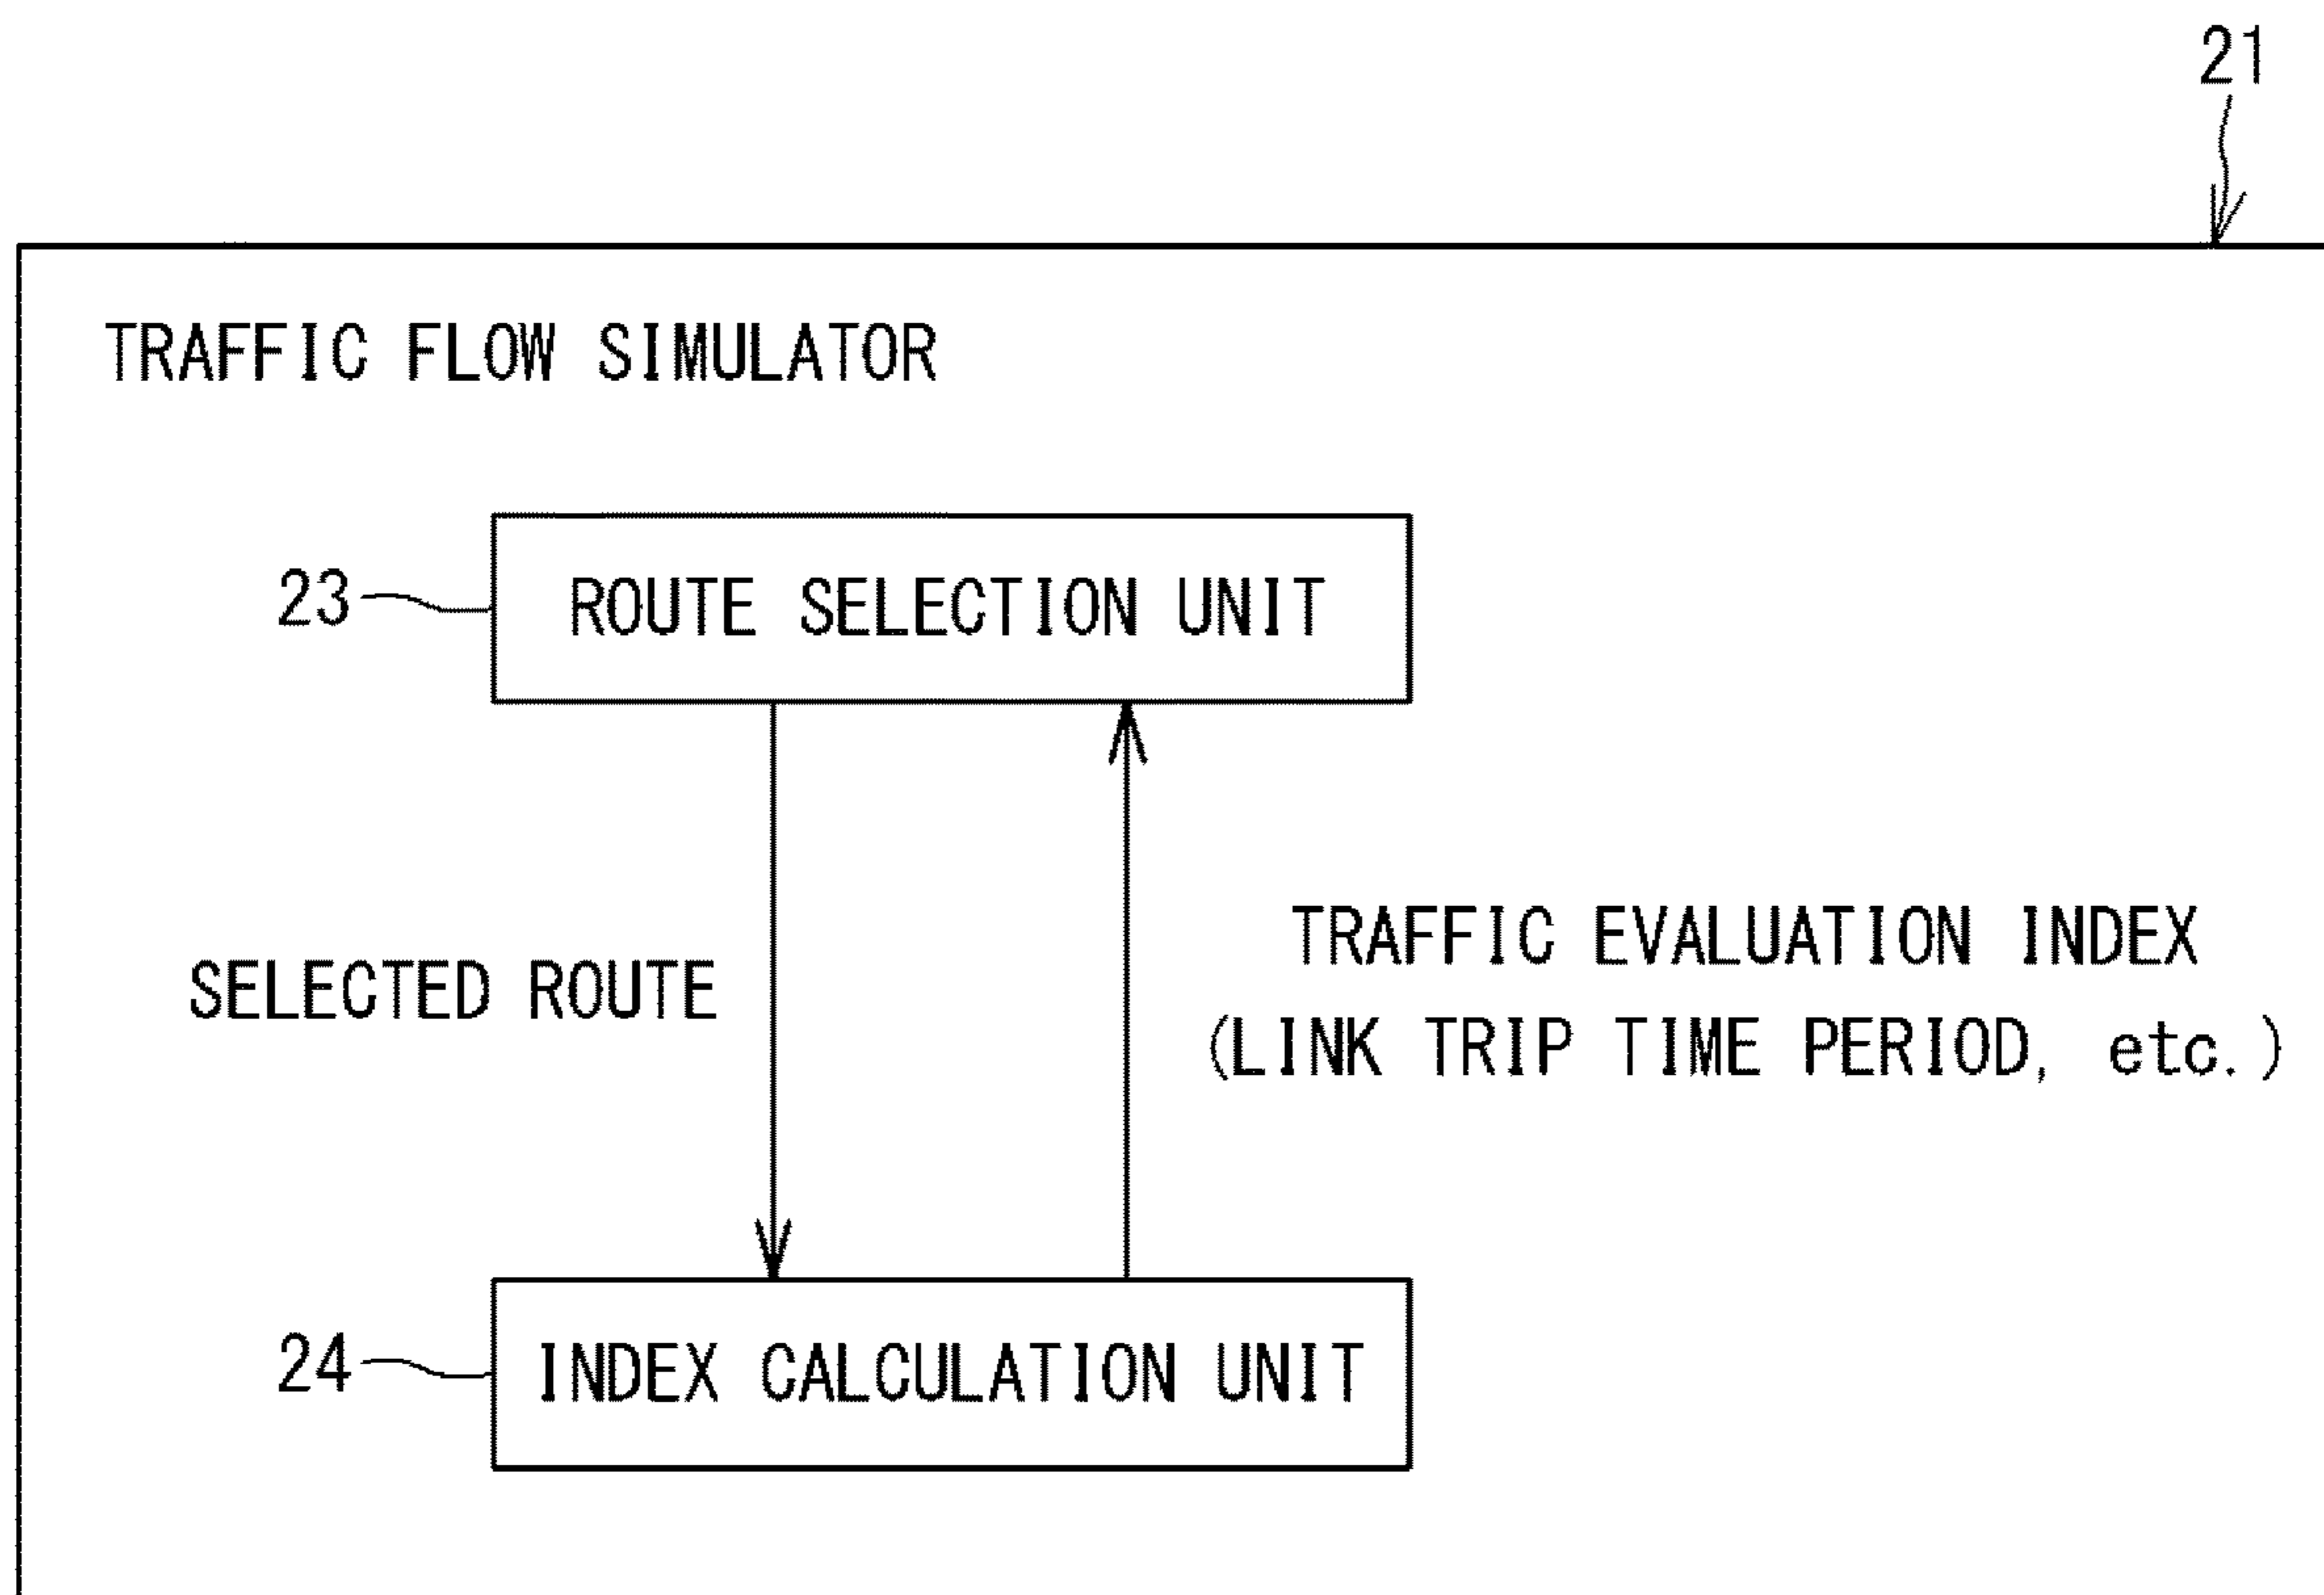 21
TRAFFIC FLOW SIMULATOR
23
ROUTE SELECTION UNIT
SELECTED ROUTE
TRAFFIC EVALUATION INDEX
(LINK TRIP TIME PERIOD, etc.)
24
INDEX CALCULATION UNIT